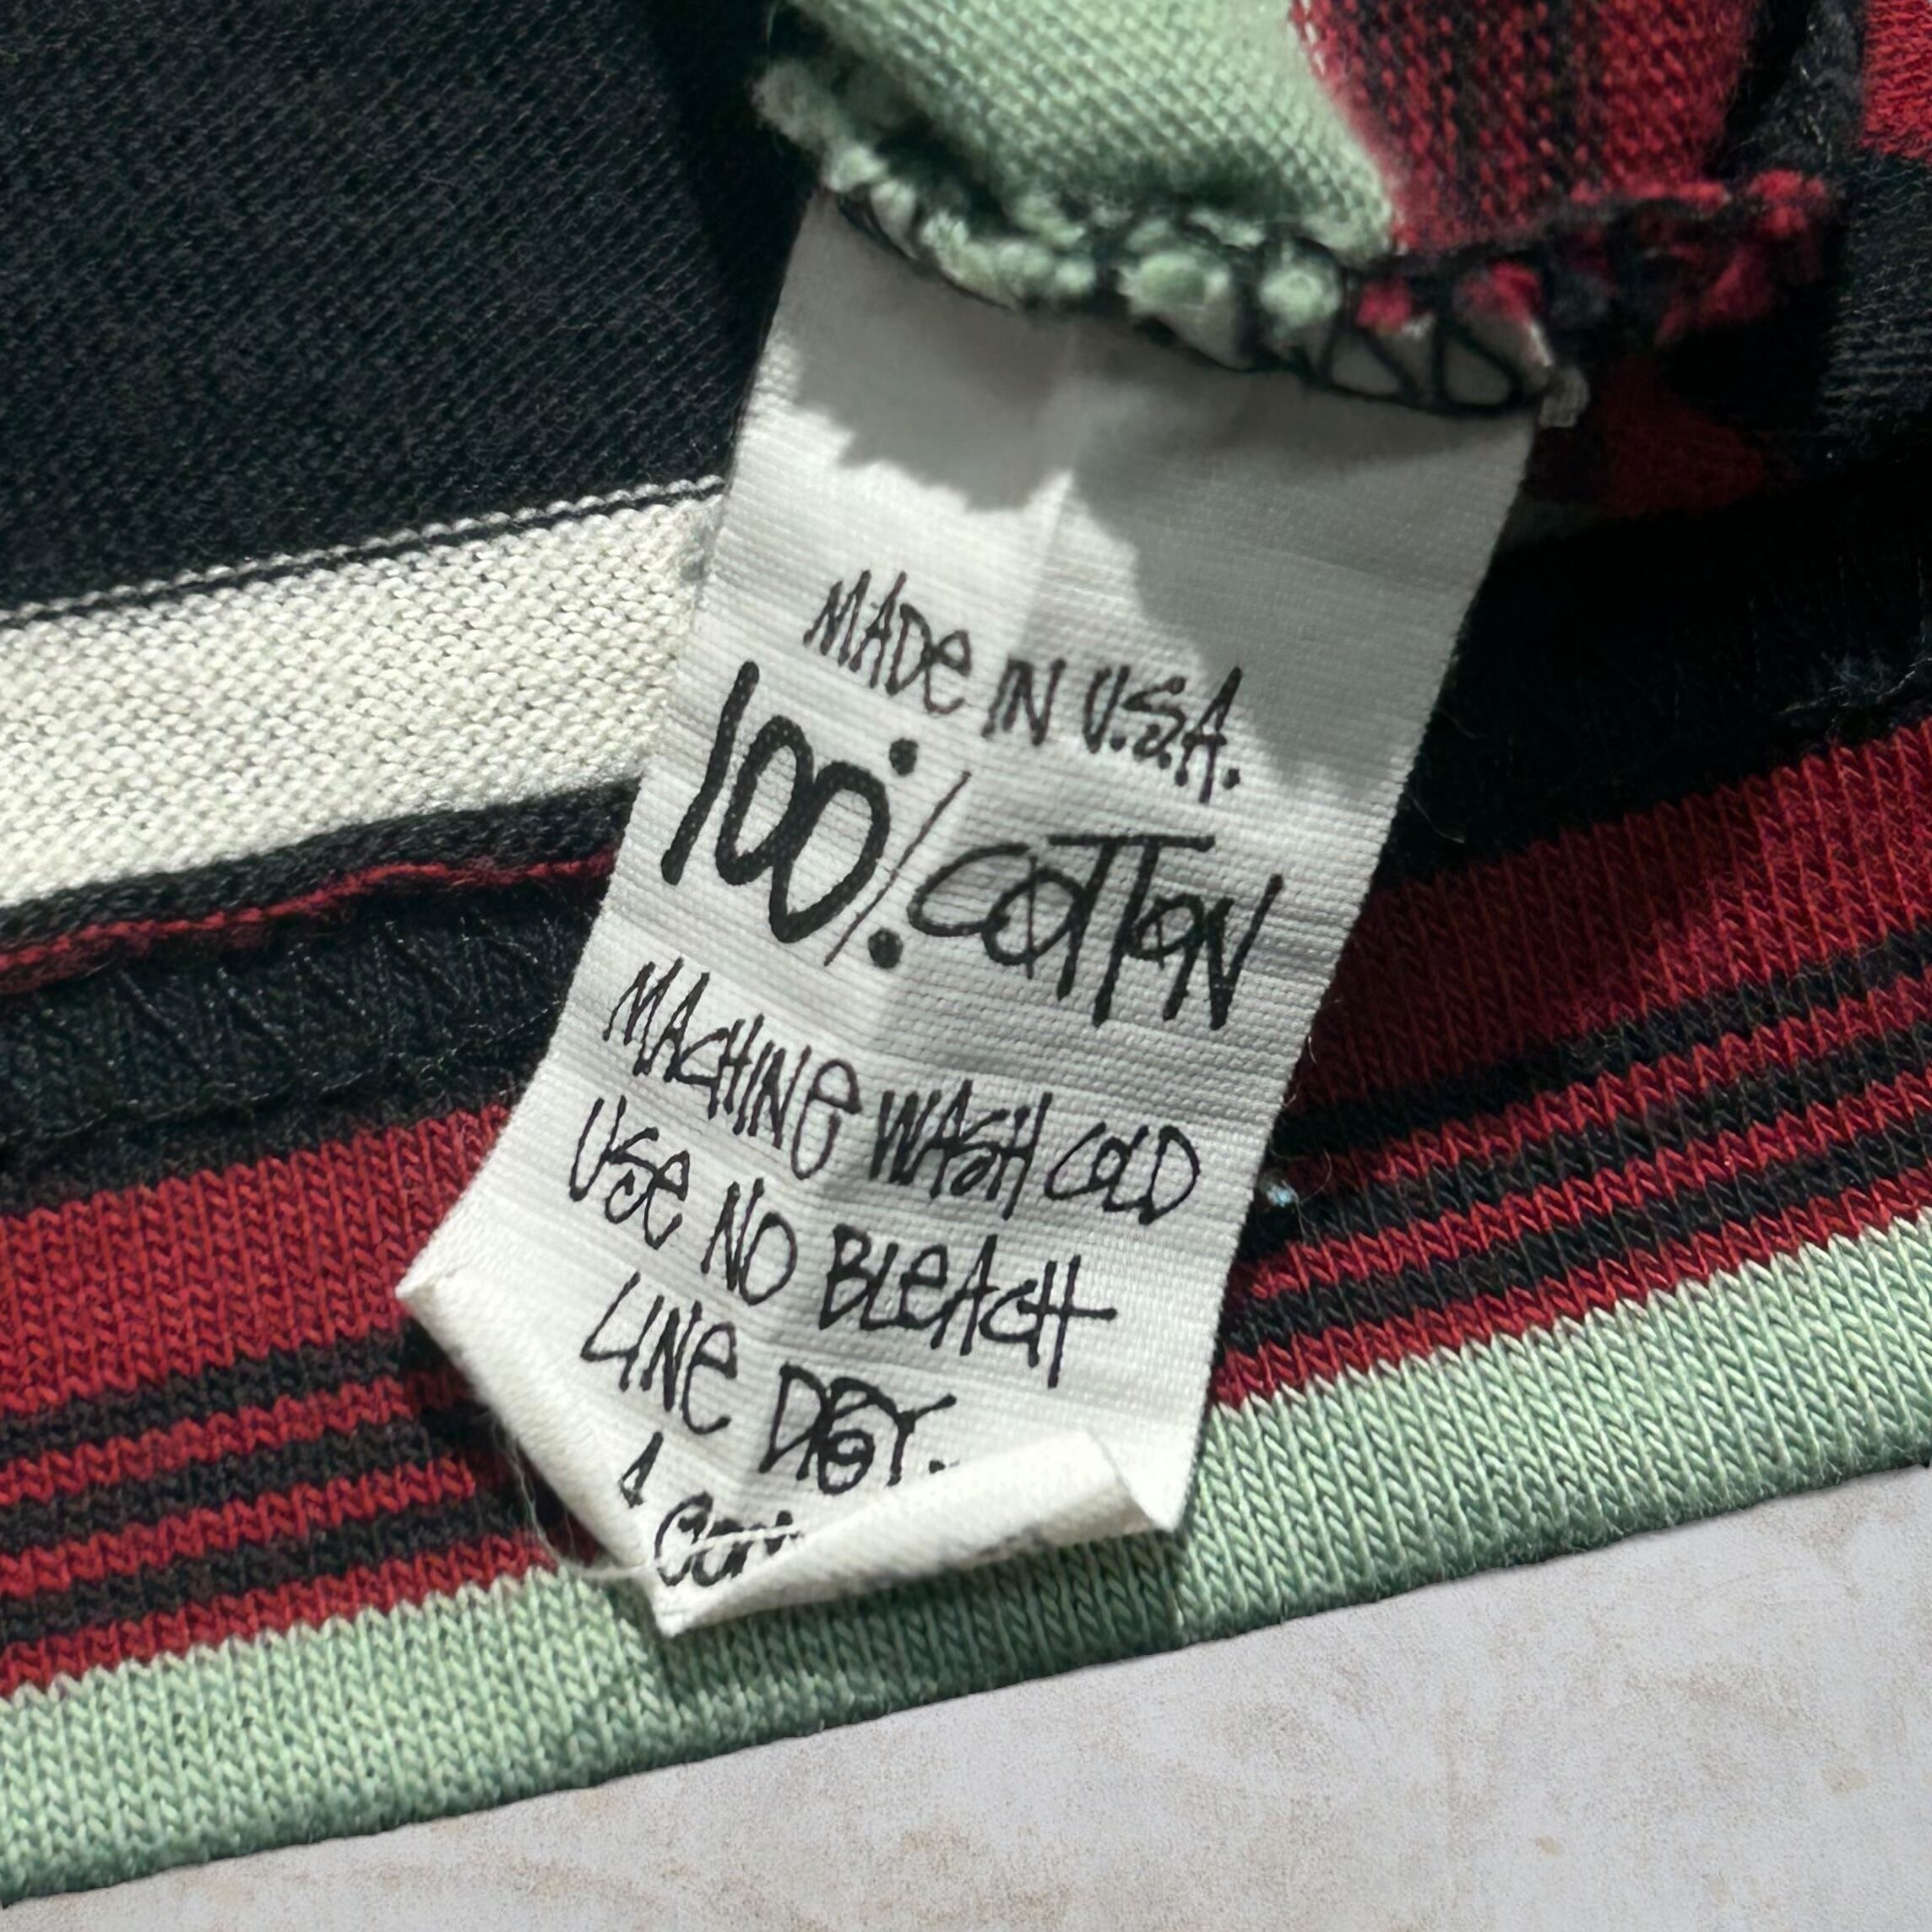 MADE IN U.S.A.
100% COTTON
MACHINE WASH COLD
USE NO BLEACH
LINE DRY.